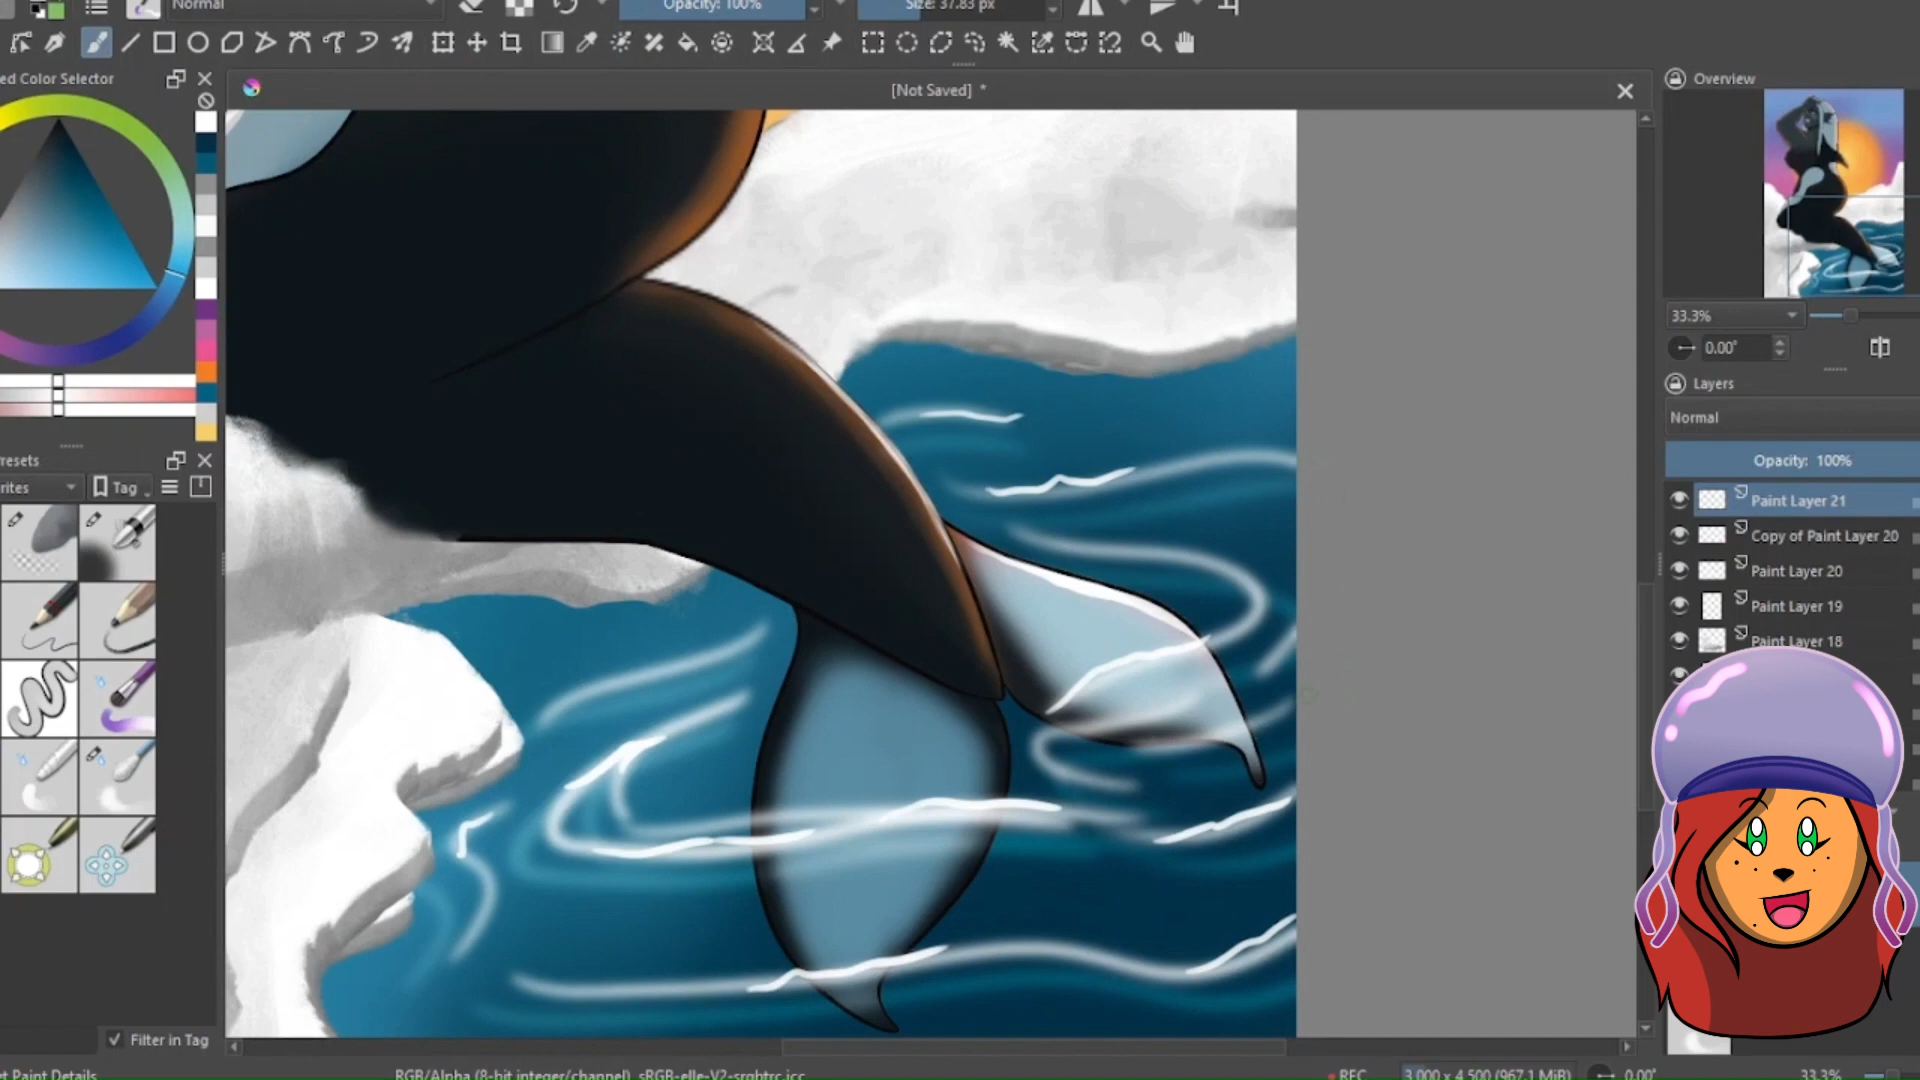 Normal
Opacity: 100%
Size: 37.83 px
ed Color Selector
[Not Saved] *
Overview
33.3%
0.00°
Layers
Normal
Opacity: 100%
Paint Layer 21
Copy of Paint Layer 20
Paint Layer 20
Paint Layer 19
Paint Layer 18
resets
rites
Tag
Filter in Tag
et Paint Details
RGB/Alpha (8-bit integer/channel) sRGB-elle-V2-srgbtrc.icc
REC
3,000 x 4,500 (967.1 MiB)
0.00°
33.3%